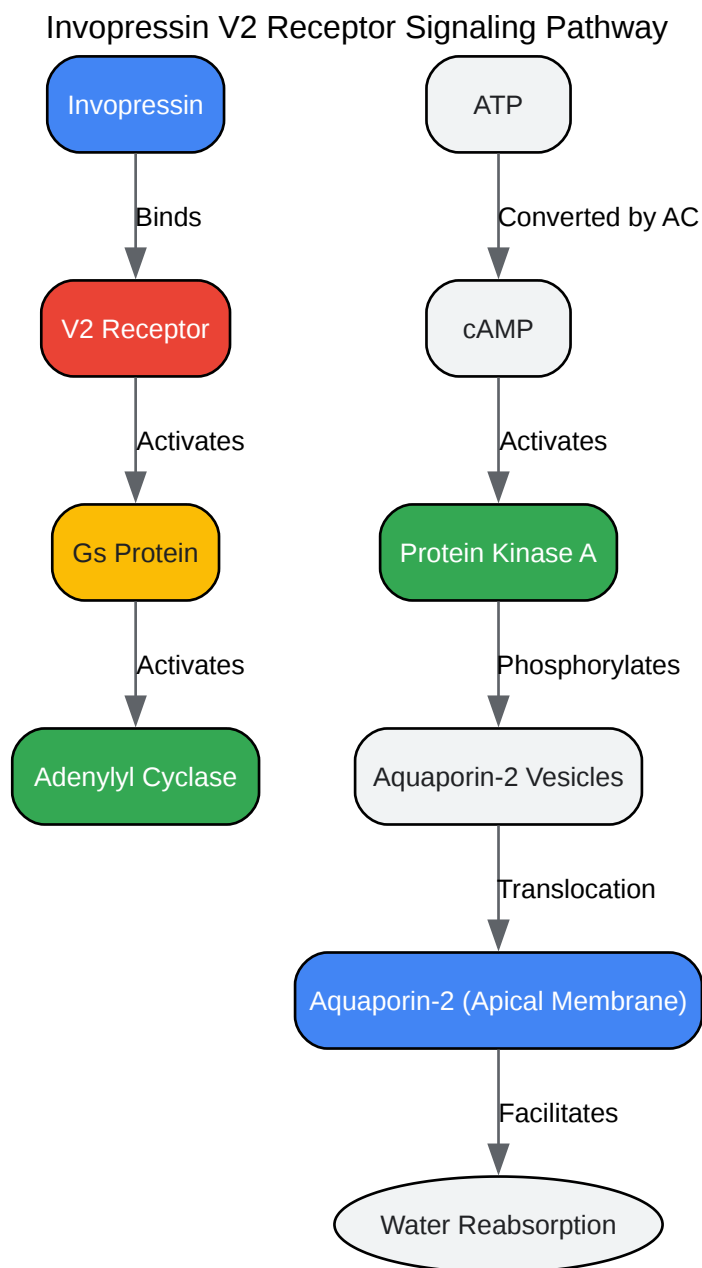 Invopressin V2 Receptor Signaling Pathway
Invopressin
Binds
V2 Receptor
Activates
Gs Protein
Activates
Adenylyl Cyclase
ATP
Converted by AC
cAMP
Activates
Protein Kinase A
Phosphorylates
Aquaporin-2 Vesicles
Translocation
Aquaporin-2 (Apical Membrane)
Facilitates
Water Reabsorption